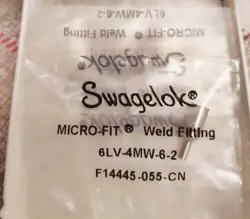 6LV-4MW-6-2
MICRO-FIT® Weld Fitting
Swagelok
Swagelok®
MICRO-FIT® Weld Fitting
6LV-4MW-6-2
F14445-055-CN